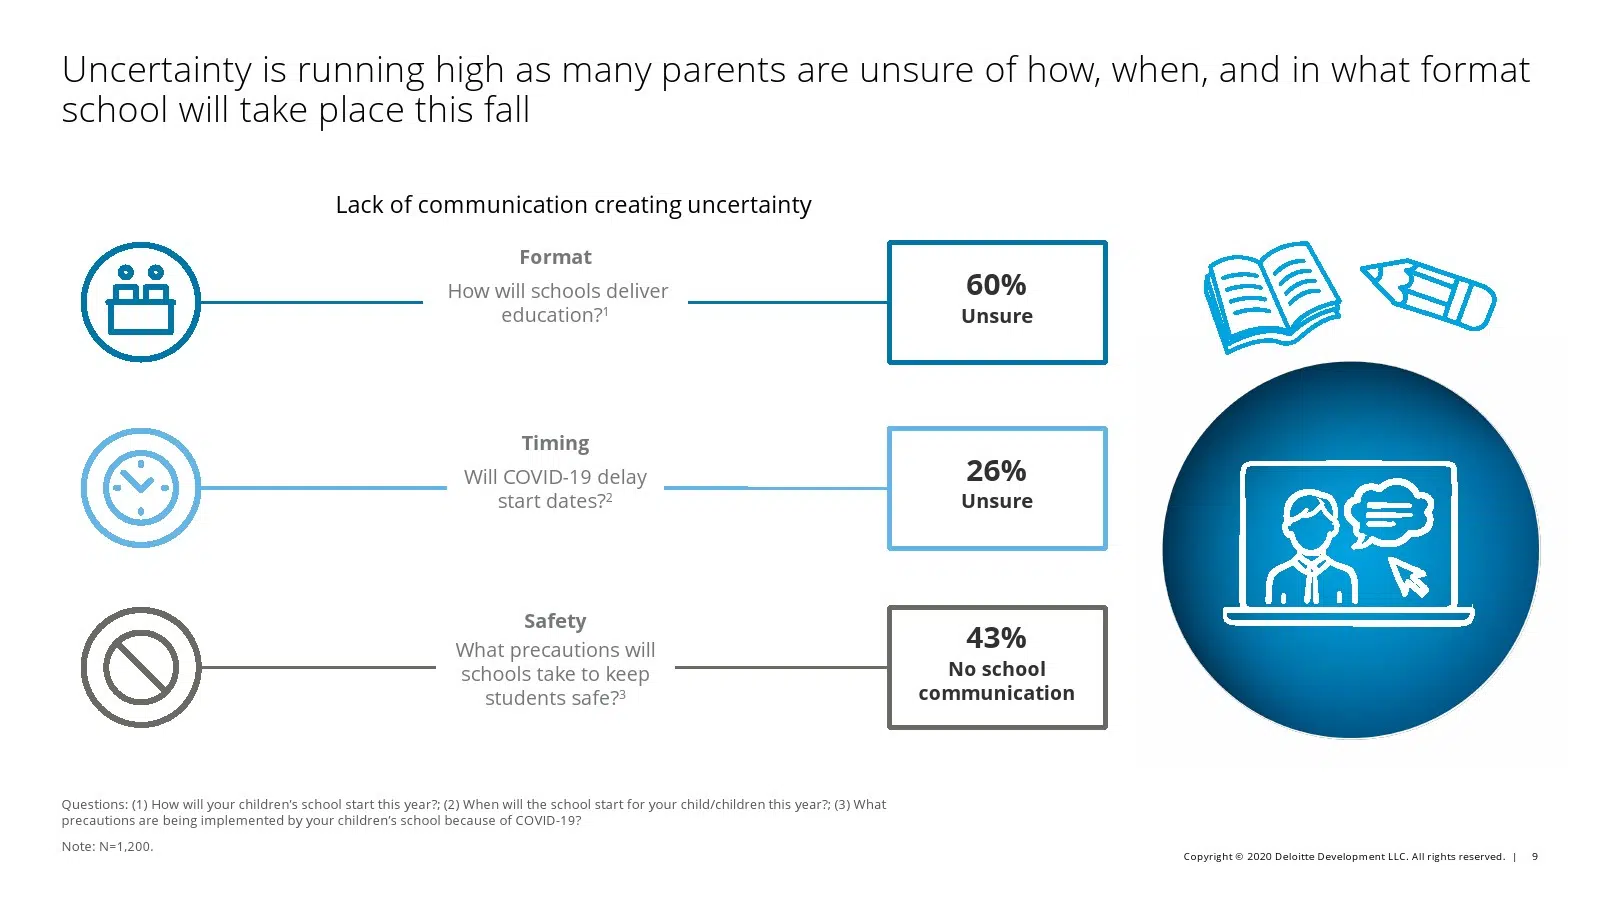 Uncertainty is running high as many parents are unsure of how, when, and in what format
school will take place this fall
Lack of communication creating uncertainty
Format
How will schools deliver
education?¹
60%
Unsure
Timing
Will COVID-19 delay
start dates?²
26%
Unsure
Safety
What precautions will
schools take to keep
students safe?³
43%
No school
communication
Questions: (1) How will your children’s school start this year?; (2) When will the school start for your child/children this year?; (3) What
precautions are being implemented by your children’s school because of COVID-19?
Note: N=1,200.
Copyright © 2020 Deloitte Development LLC. All rights reserved. | 9